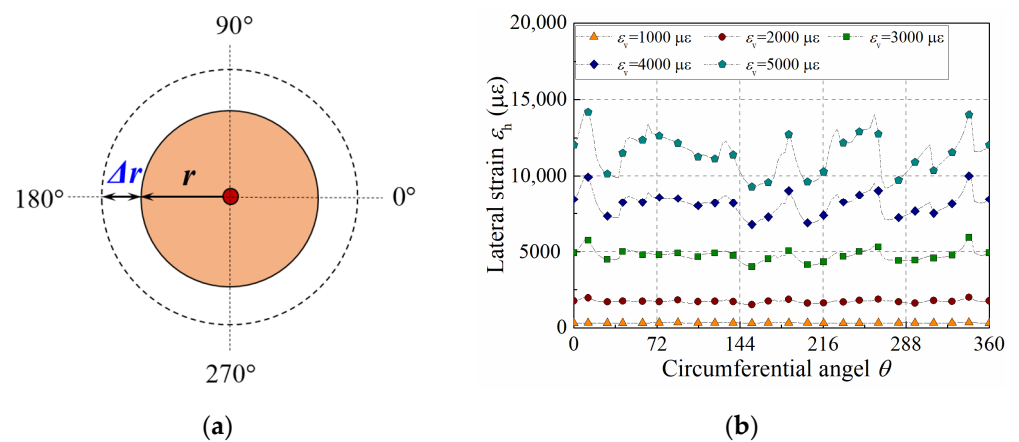 90°
Δr
r
180°
0°
270°
(a)
20,000
15,000
10,000
5000
0
Lateral strain εh (με)
εv=1000 με
εv=2000 με
εv=3000 με
εv=4000 με
εv=5000 με
0
72
144
216
288
360
Circumferential angel θ
(b)